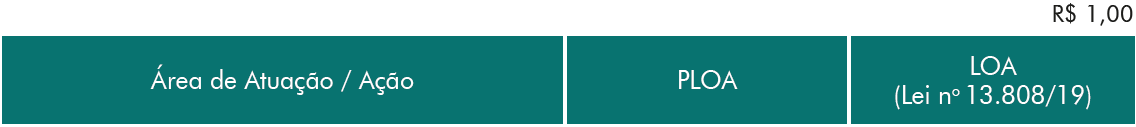 R$ 1,00
Área de Atuação / Ação
PLOA
LOA
(Lei nº 13.808/19)